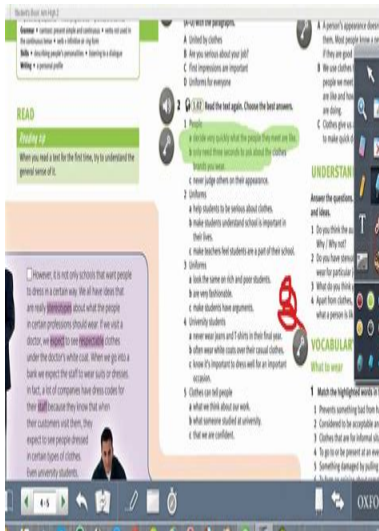 Grammar • contrast: present simple and continuous • verbs not used in
the continuous tense • verb + infinitive or -ing form
Skills • describing people's personalities • listening to a dialogue
Writing • a personal profile
READ
Reading tip
When you read a text for the first time, try to understand the
general sense of it.
However, it is not only schools that want people
to dress in a certain way. We all have ideas that
are really stereotypes about what the people
in certain professions should wear. If we visit a
doctor, we expect to see respectable clothes
under the doctor's white coat. When we go into a
bank we expect the staff to wear suits or dresses.
In fact, a lot of companies have dress codes for
their staff because they know that when
their customers visit them, they
expect to see people dressed
in certain types of clothes.
Even university students,
(A-D) with the paragraphs.
A United by clothes
B Are you serious about your job?
C First impressions are important
D Uniforms for everyone
2 1.02 Read the text again. Choose the best answers.
1 People
a decide very quickly what the people they meet are like.
b only need three seconds to ask about the clothes
brands you wear.
c never judge others on their appearance.
2 Uniforms
a help students to be serious about clothes.
b make students understand school is important in
their lives.
c make teachers feel students are a part of their school.
3 Uniforms
a look the same on rich and poor students.
b are very fashionable.
c make students have arguments.
4 University students
a never wear jeans and T-shirts in their final year.
b often wear white coats over their casual clothes.
c know it's important to dress well for an important
occasion.
5 Clothes can tell people
a what we think about our work.
b what someone studied at university.
c that we are confident.
A A person's appearance doesn't
them. Most people know a
if they are good
B We use clothes
people we meet
are like and how
are doing.
C Clothes give us
to make quick
UNDERSTAN
Answer the questions.
and ideas.
1 Do you think the au
Why / Why not?
2 Do you have
wear for particular
3 What do you think
4 Apart from clothes,
what a person is
VOCABULAR
What to wear
1 Match the highlighted words in
1 Prevents something bad from
2 Considered to be acceptable an
3 Clothes that are for informal
4 To go to or be present at an
5 Something damaged by pulling
4-5
OXFO